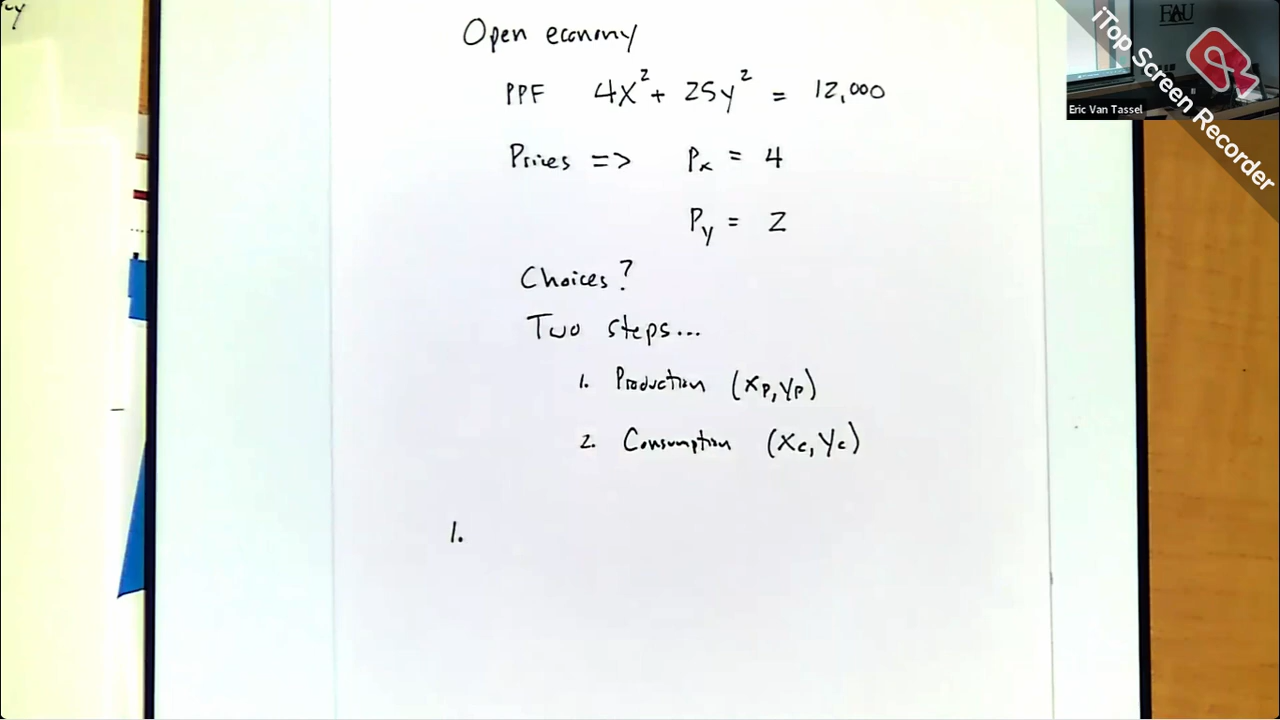 Open economy
PPF 4x² + 25y² = 12,000
Prices => Px = 4
Py = 2
Choices?
Two steps...
1. Production (xp, yp)
2. Consumption (xc, yc)
1.
FAU
Eric Van Tassel
iTop Screen Recorder